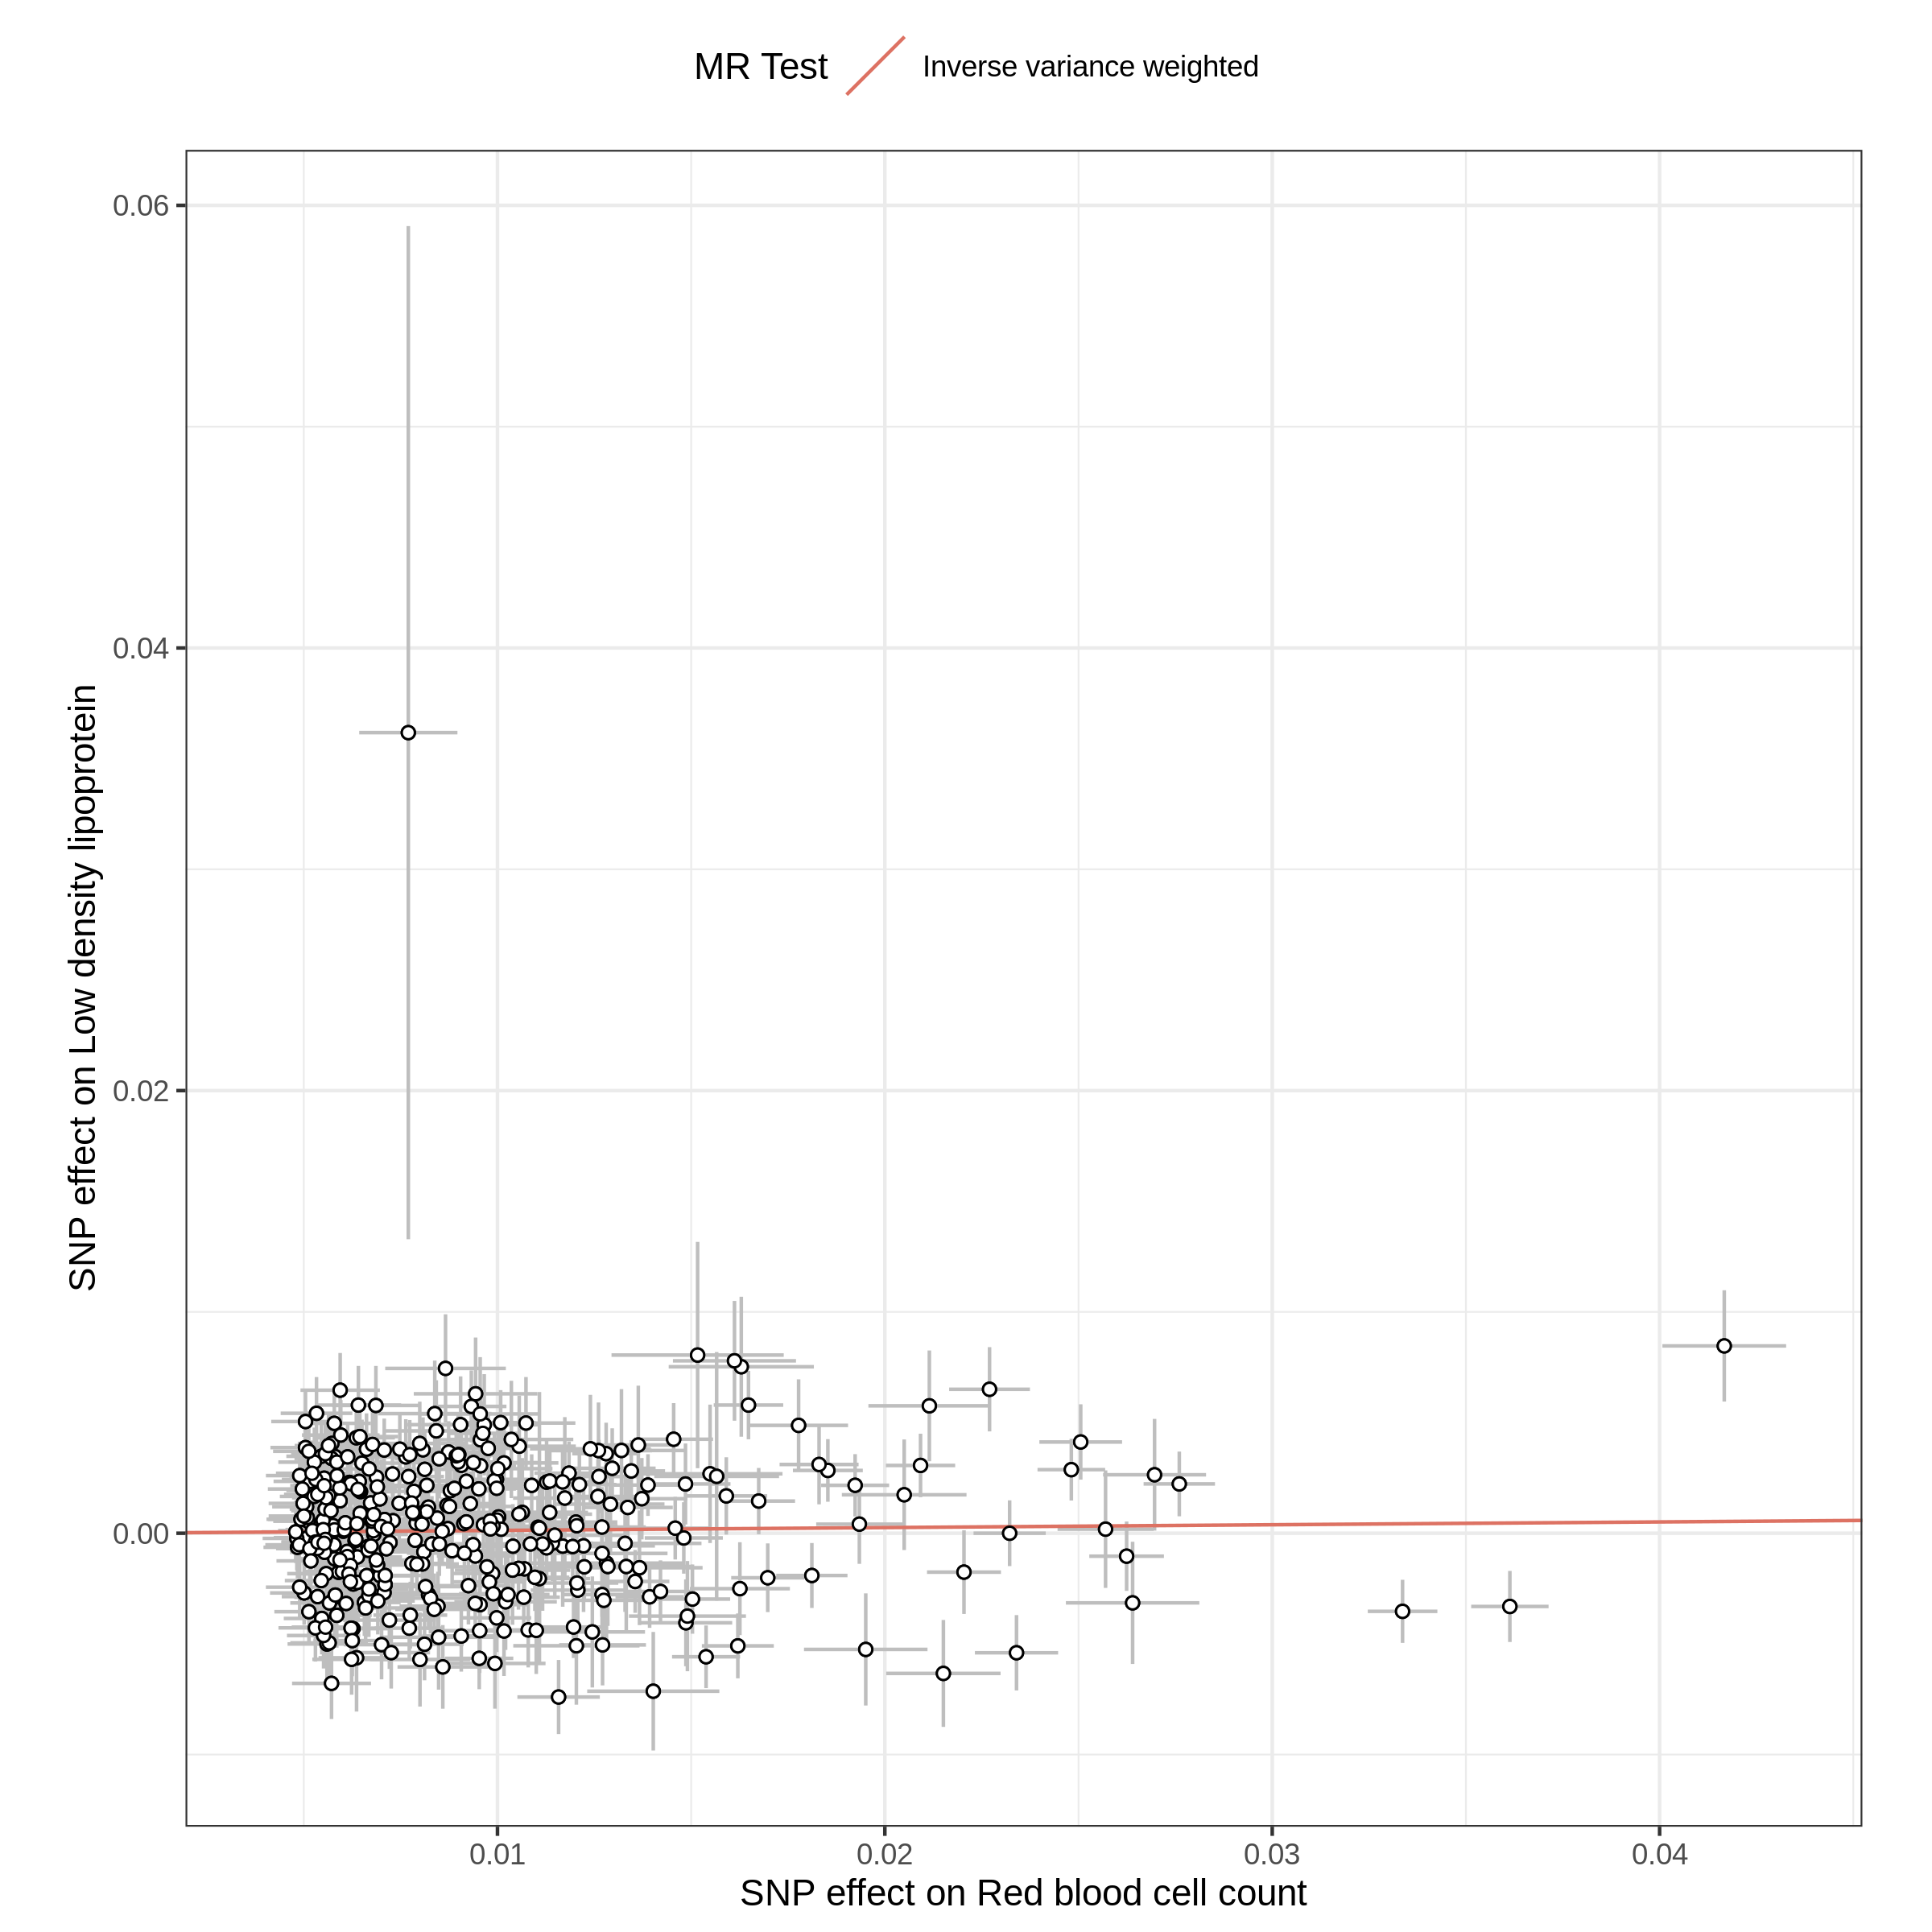 MR Test Inverse variance weighted
SNP effect on Low density lipoprotein
0.06
0.04
0.02
0.00
0.01 0.02 0.03 0.04
SNP effect on Red blood cell count